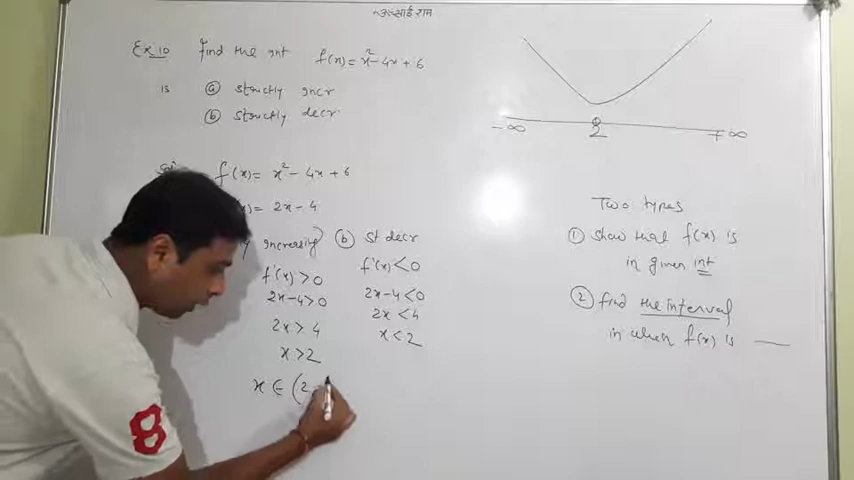 ॐ साई राम
Ex 10 find the int f(x) = x² - 4x + 6
is (a) strictly incr
(b) strictly decr
-∞ 2 +∞
Sol f(x) = x² - 4x + 6
(x) = 2x - 4
increasing
f'(x) > 0
2x - 4 > 0
2x > 4
x > 2
x ∈ (2
(b) St decr
f'(x) < 0
2x - 4 < 0
2x < 4
x < 2
Two types
(1) show that f(x) is
in given int
(2) find the interval
in which f(x) is
8